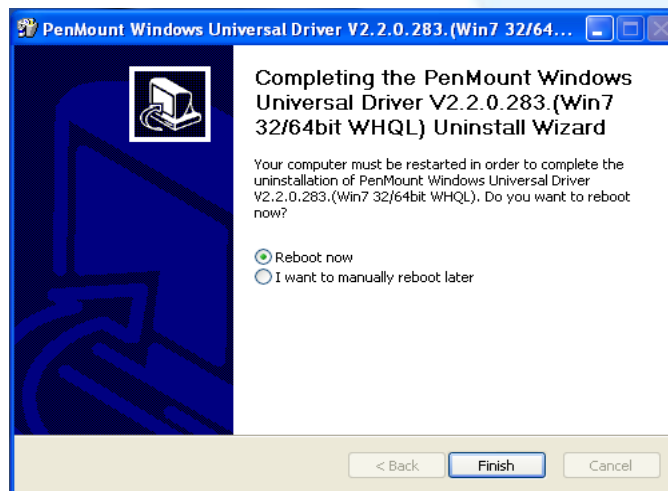 PenMount Windows Universal Driver V2.2.0.283.(Win7 32/64...
Completing the PenMount Windows
Universal Driver V2.2.0.283.(Win7
32/64bit WHQL) Uninstall Wizard
Your computer must be restarted in order to complete the
uninstallation of PenMount Windows Universal Driver
V2.2.0.283.(Win7 32/64bit WHQL). Do you want to reboot
now?
Reboot now
I want to manually reboot later
< Back
Finish
Cancel